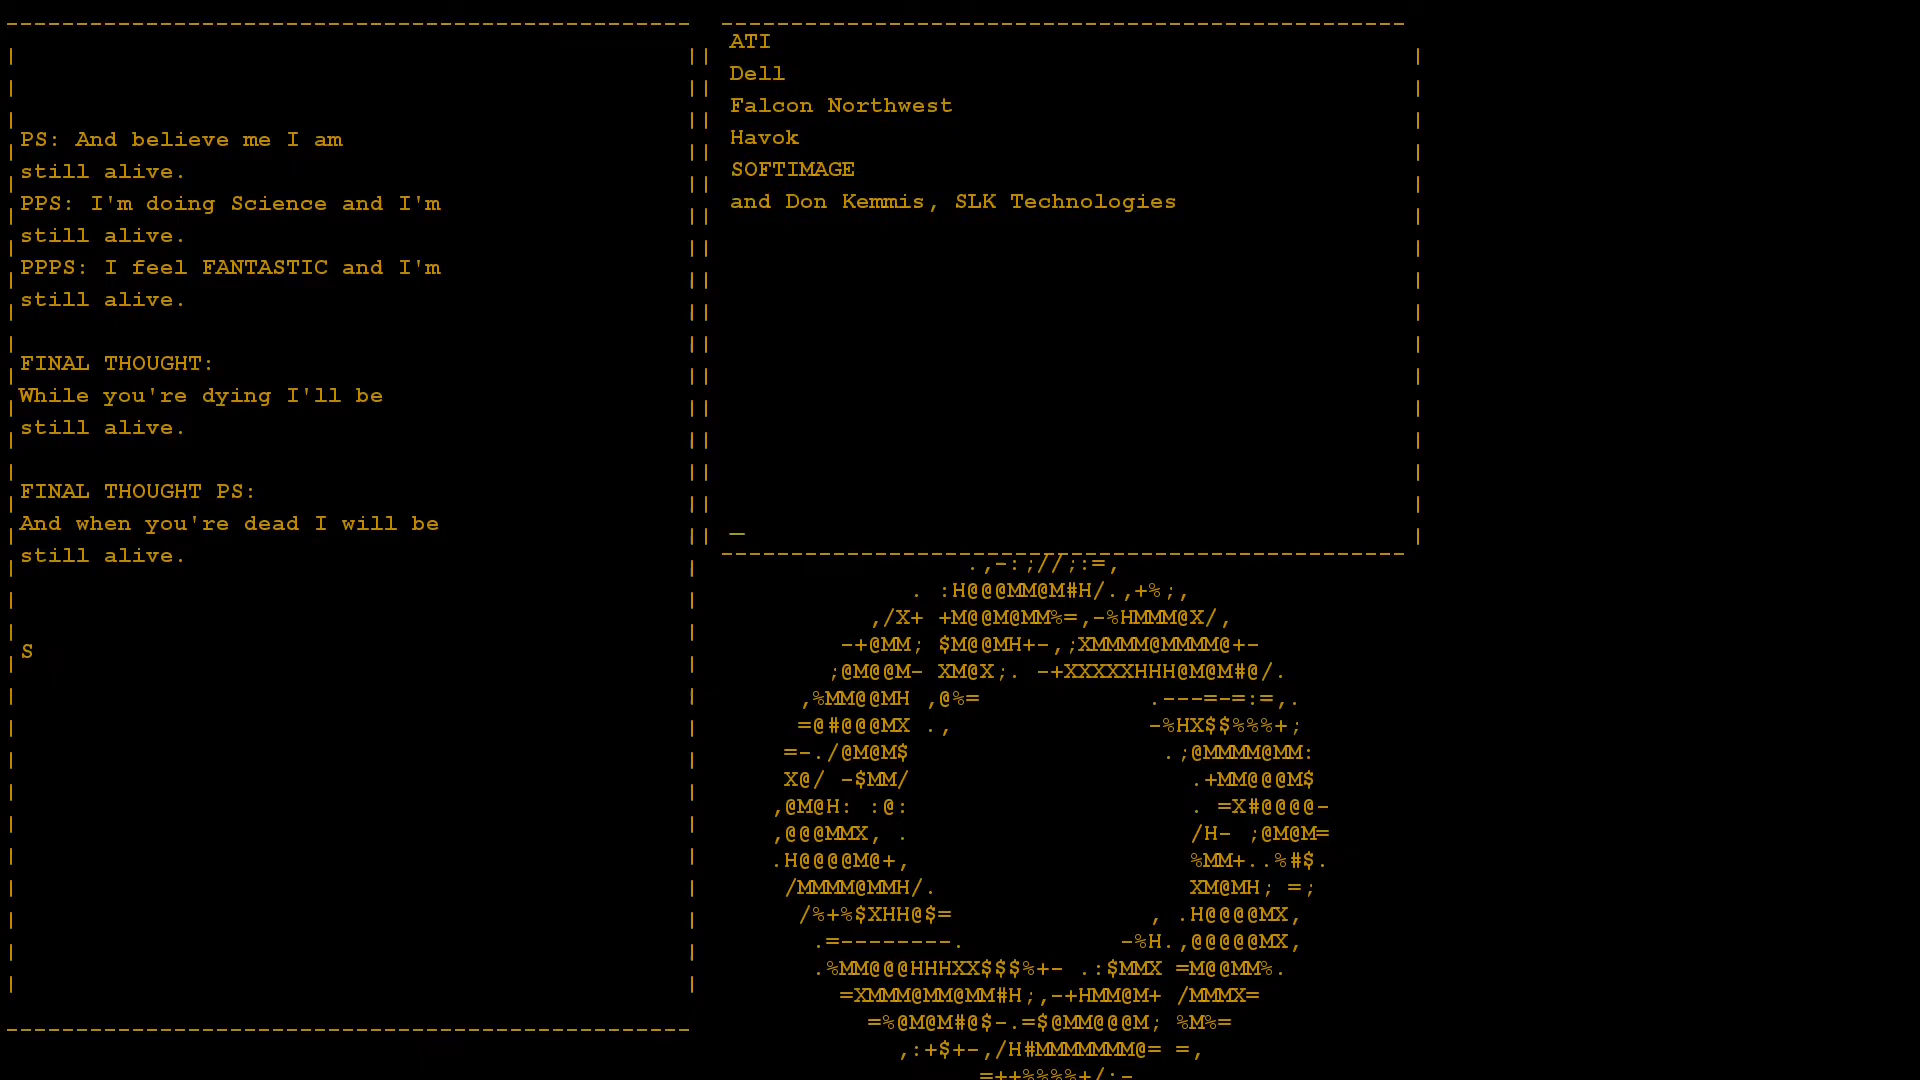 PS: And believe me I am
still alive.
PPS: I'm doing Science and I'm
still alive.
PPPS: I feel FANTASTIC and I'm
still alive.
FINAL THOUGHT:
While you're dying I'll be
still alive.
FINAL THOUGHT PS:
And when you're dead I will be
still alive.
S
ATI
Dell
Falcon Northwest
Havok
SOFTIMAGE
and Don Kemmis, SLK Technologies
_